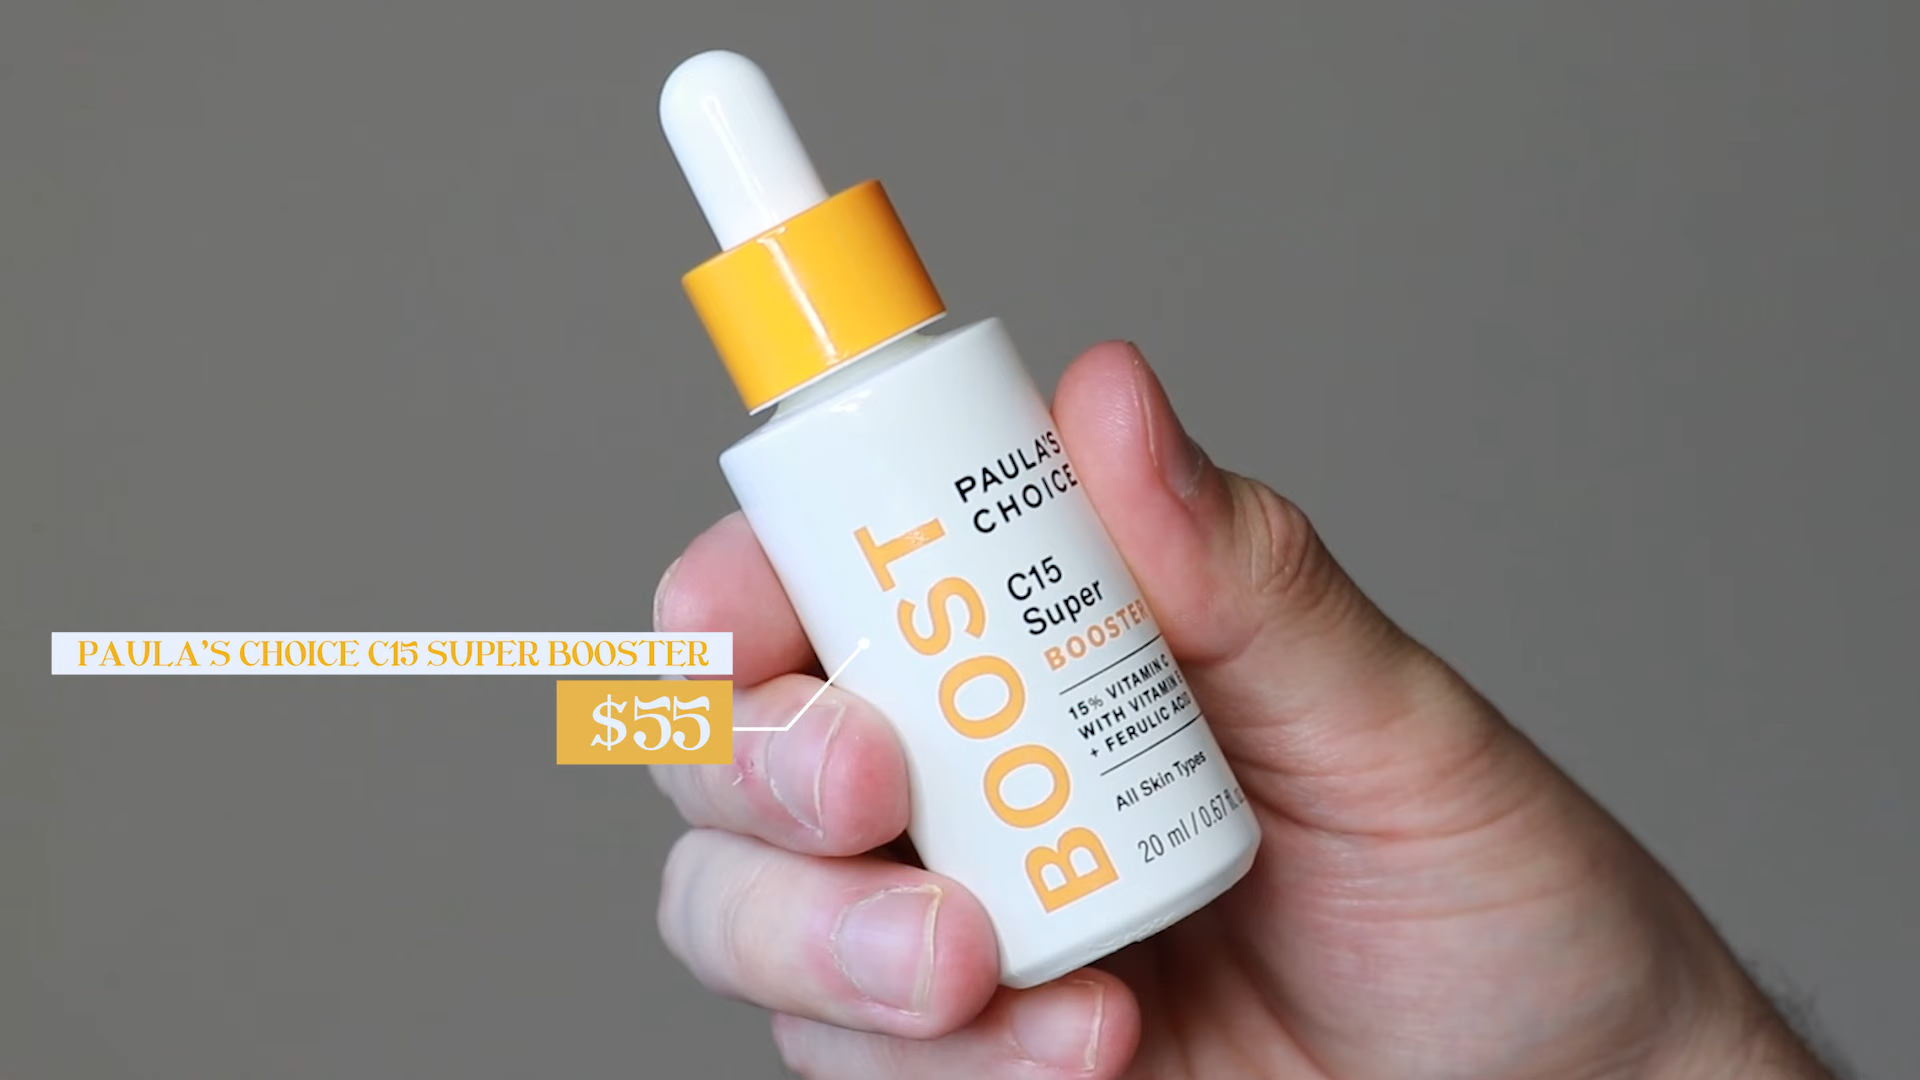 PAULA'S
CHOICE
BOOST
C15
Super
BOOSTER
15% VITAMIN C
WITH VITAMIN E
+ FERULIC ACID
All Skin Types
20 ml / 0.67 fl.
PAULA'S CHOICE C15 SUPER BOOSTER
$55